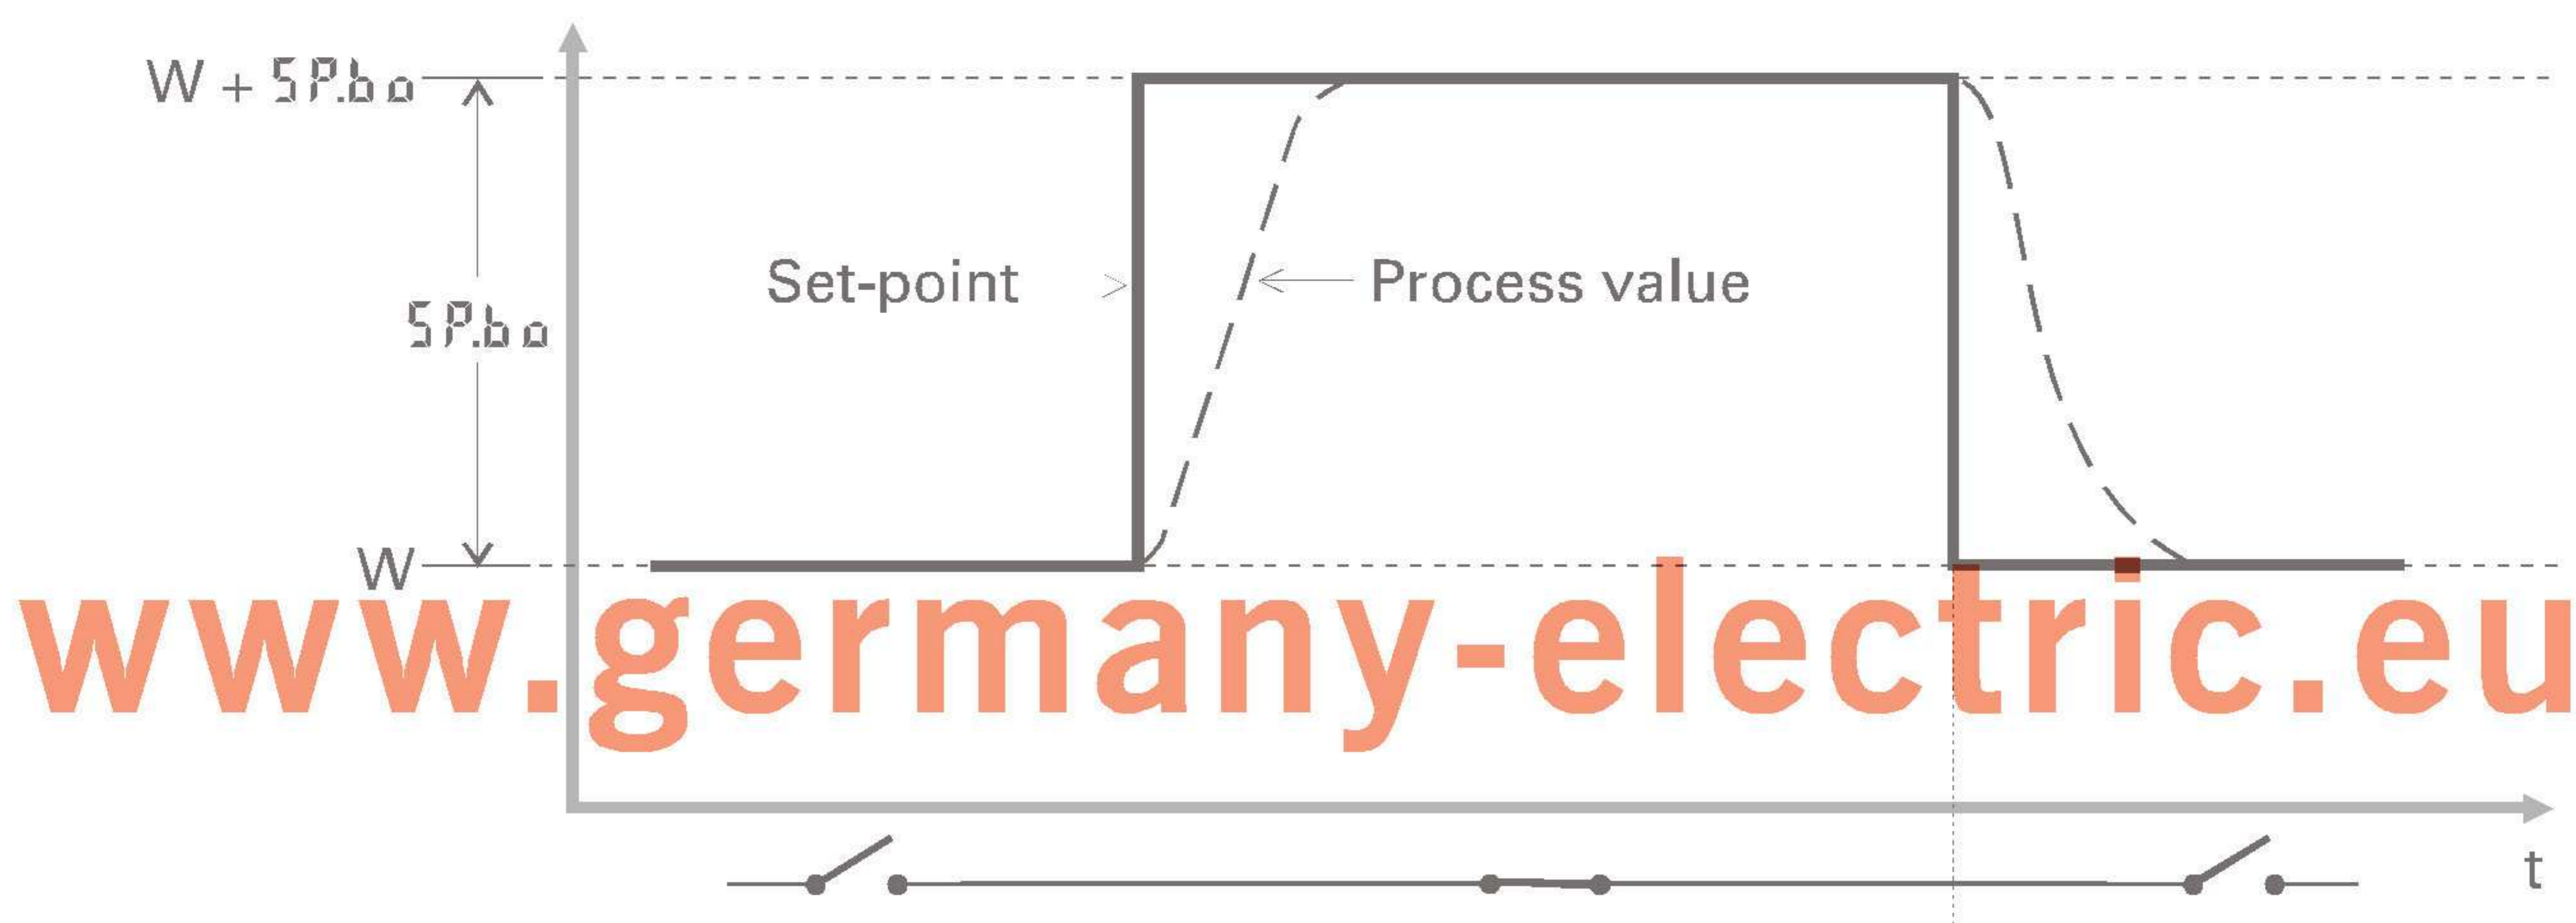 W + SP.bo
Set-point
Process value
SP.bo
W
www.germany-electric.eu
t